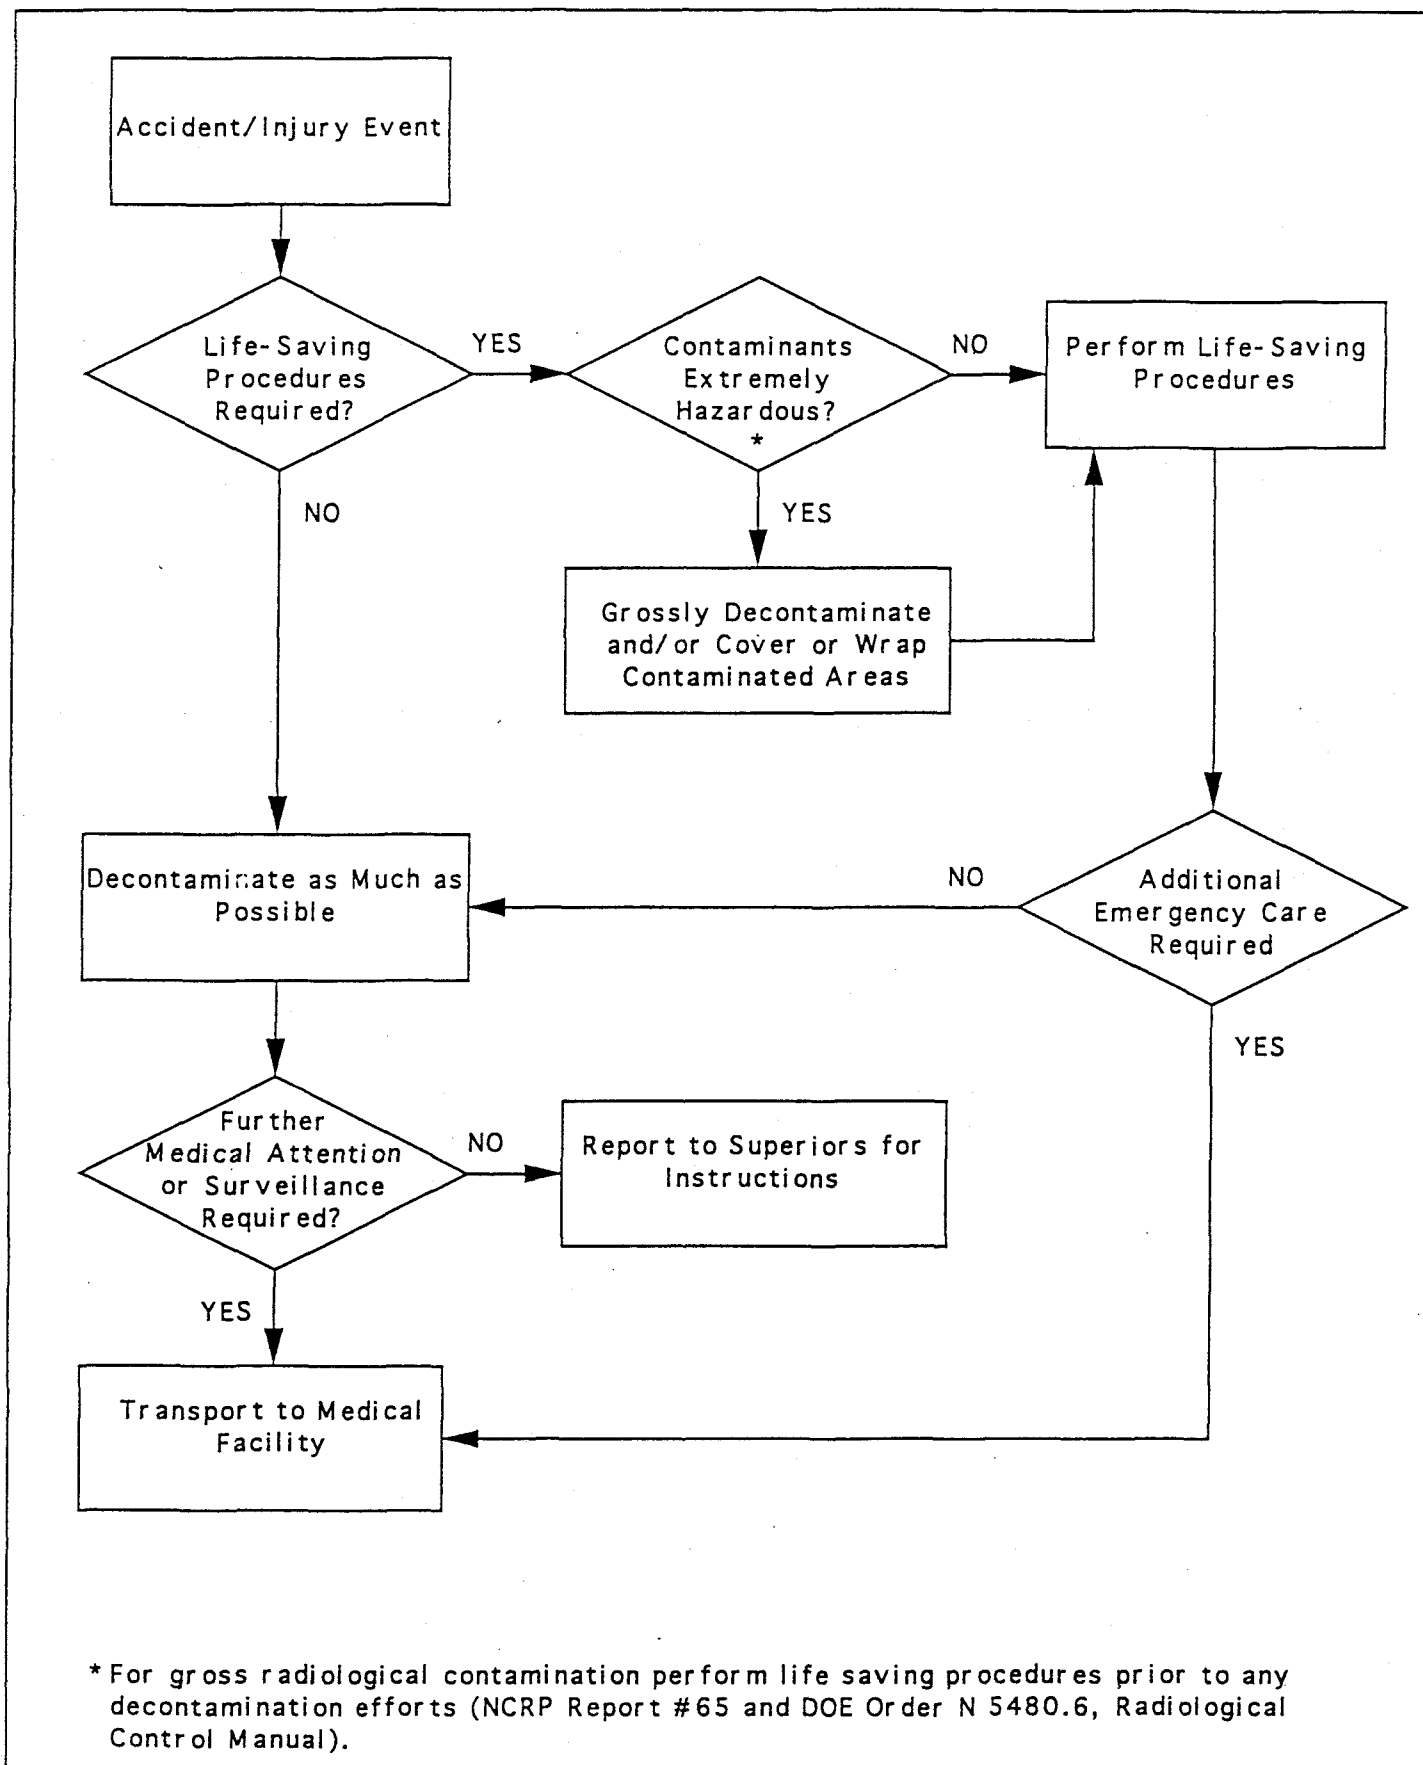 Accident/Injury Event
Life-Saving
Procedures
Required?
YES
Contaminants
Extremely
Hazardous?
*
NO
Perform Life-Saving
Procedures
NO
YES
Grossly Decontaminate
and/or Cover or Wrap
Contaminated Areas
Decontaminate as Much as
Possible
NO
Additional
Emergency Care
Required
YES
Further
Medical Attention
or Surveillance
Required?
NO
Report to Superiors for
Instructions
YES
Transport to Medical
Facility
* For gross radiological contamination perform life saving procedures prior to any
decontamination efforts (NCRP Report #65 and DOE Order N 5480.6, Radiological
Control Manual).